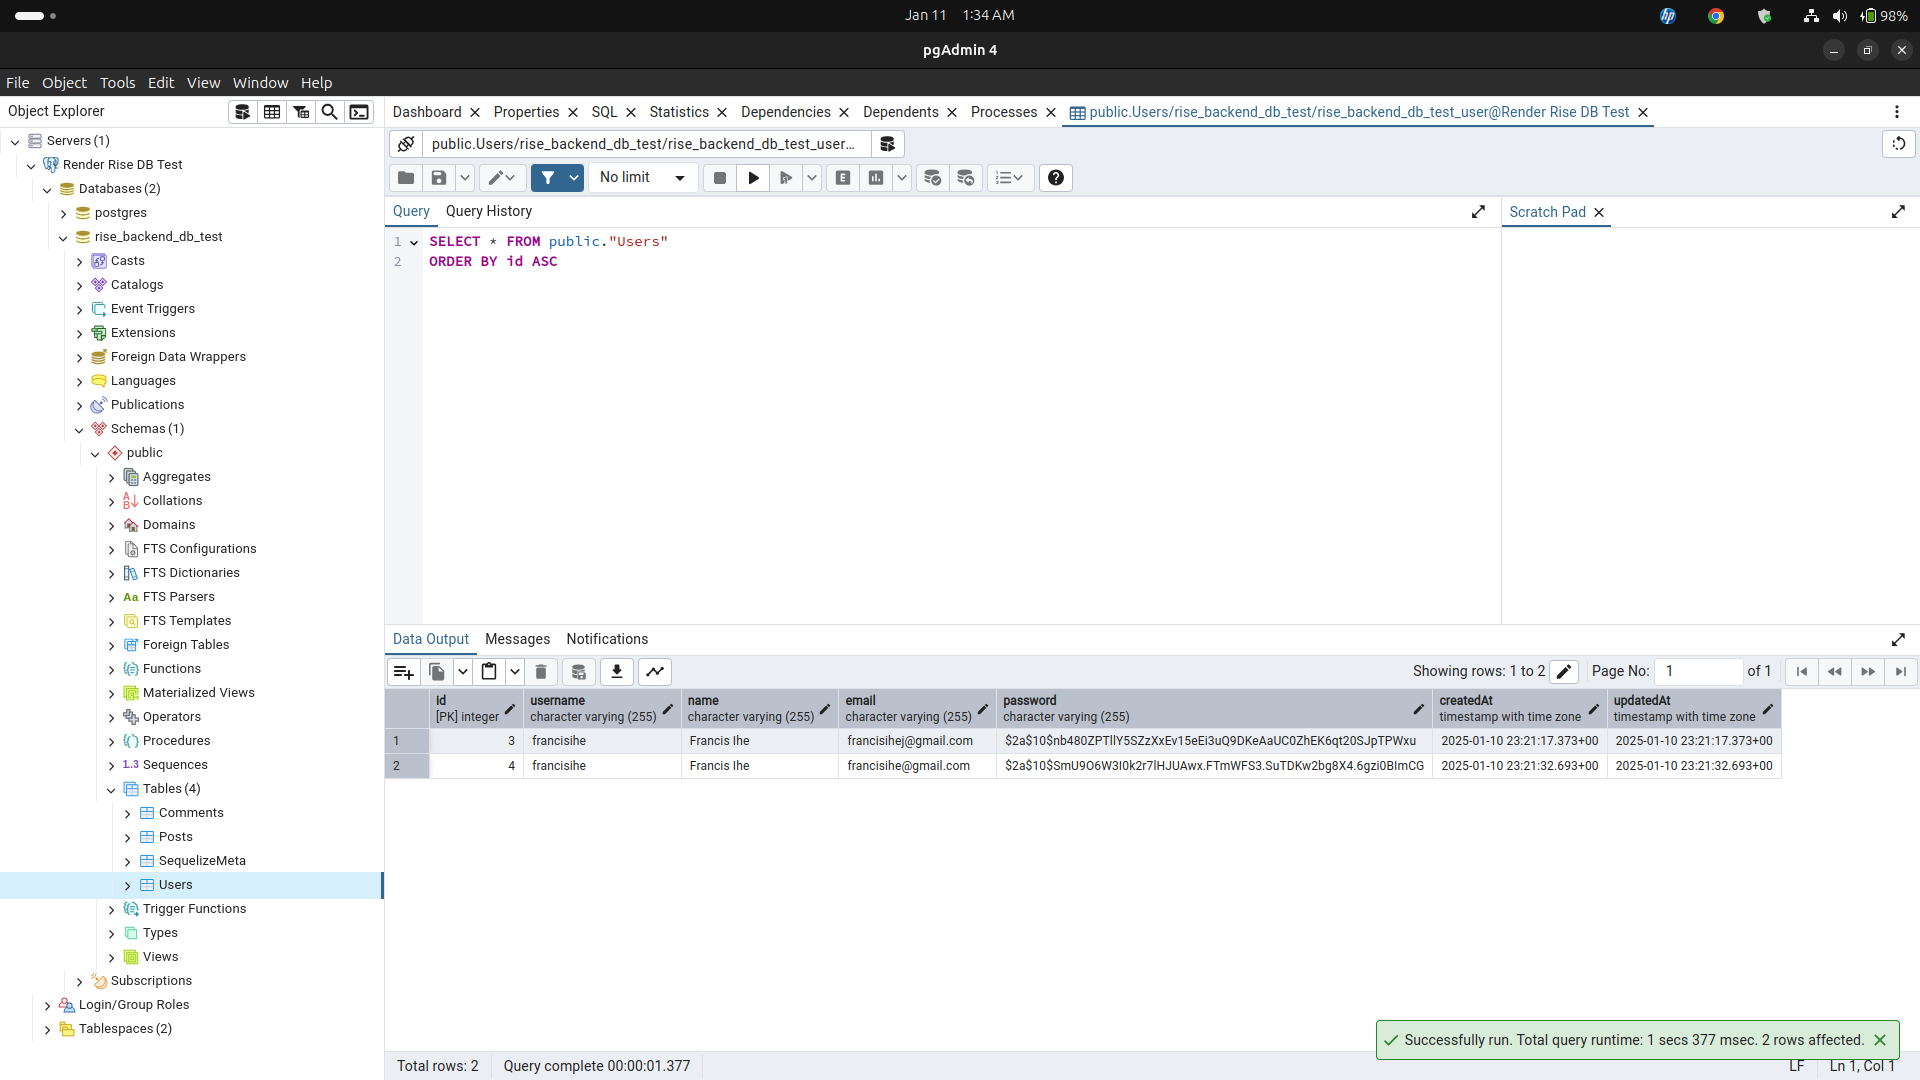 Jan 11 1:34 AM
98%
pgAdmin 4
File Object Tools Edit View Window Help
Object Explorer
Servers (1)
Render Rise DB Test
Databases (2)
postgres
rise_backend_db_test
Casts
Catalogs
Event Triggers
Extensions
Foreign Data Wrappers
Languages
Publications
Schemas (1)
public
Aggregates
Collations
Domains
FTS Configurations
FTS Dictionaries
Aa FTS Parsers
FTS Templates
Foreign Tables
Functions
Materialized Views
Operators
Procedures
1..3 Sequences
Tables (4)
Comments
Posts
SequelizeMeta
Users
Trigger Functions
Types
Views
Subscriptions
Login/Group Roles
Tablespaces (2)
Dashboard Properties SQL Statistics Dependencies Dependents Processes public.Users/rise_backend_db_test/rise_backend_db_test_user@Render Rise DB Test
public.Users/rise_backend_db_test/rise_backend_db_test_user...
No limit
E
Query Query History
Scratch Pad
1 SELECT * FROM public."Users"
2 ORDER BY id ASC
Data Output Messages Notifications
Showing rows: 1 to 2 Page No: 1 of 1
id username name email password createdAt updatedAt
[PK] integer character varying (255) character varying (255) character varying (255) character varying (255) timestamp with time zone timestamp with time zone
1 3 francisihe Francis Ihe francisihej@gmail.com $2a$10$nb480ZPTllY5SZzXxEv15eEi3uQ9DKeAaUC0ZhEK6qt20SJpTPWxu 2025-01-10 23:21:17.373+00 2025-01-10 23:21:17.373+00
2 4 francisihe Francis Ihe francisihe@gmail.com $2a$10$SmU9O6W3I0k2r7lHJUAwx.FTmWFS3.SuTDKw2bg8X4.6gzi0BImCG 2025-01-10 23:21:32.693+00 2025-01-10 23:21:32.693+00
Successfully run. Total query runtime: 1 secs 377 msec. 2 rows affected.
Total rows: 2 Query complete 00:00:01.377 LF Ln 1, Col 1